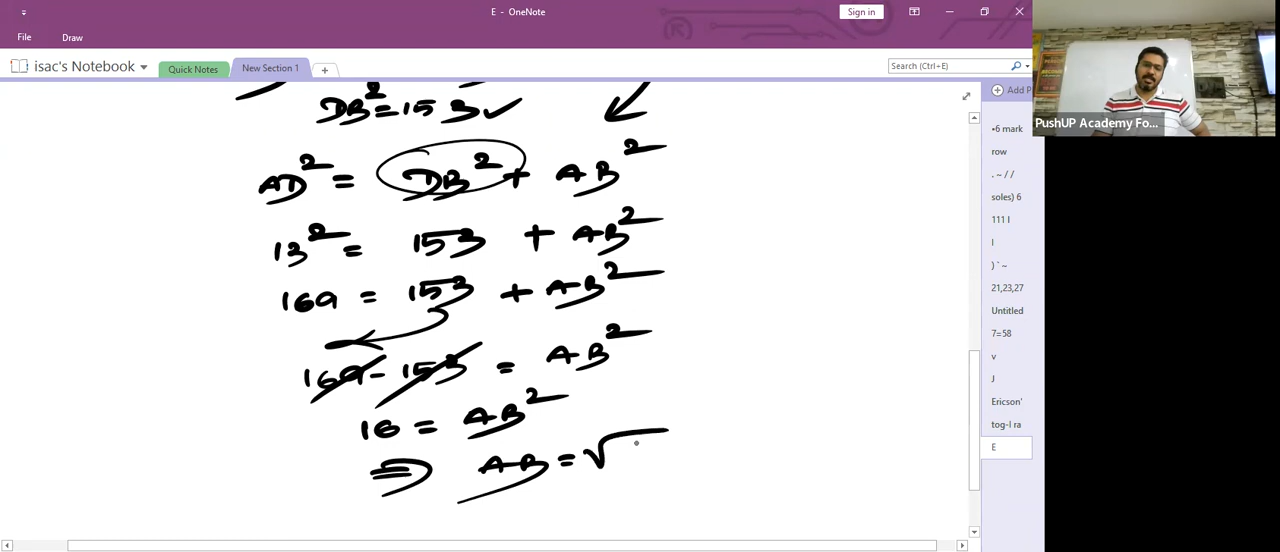 E - OneNote
Sign in
File
Draw
isac's Notebook
Quick Notes
New Section 1
Search (Ctrl+E)
Add P
PushUP Academy Fo...
DB²=153✓
AD² = DB² + AB²
13² = 153 + AB²
169 = 153 + AB²
169 - 153 = AB²
16 = AB²
⇒ AB = √
•6 mark
row
. ~ / /
soles) 6
111 I
I
) ` ~
21,23,27
Untitled
7=58
v
J
Ericson'
tog-l ra
E